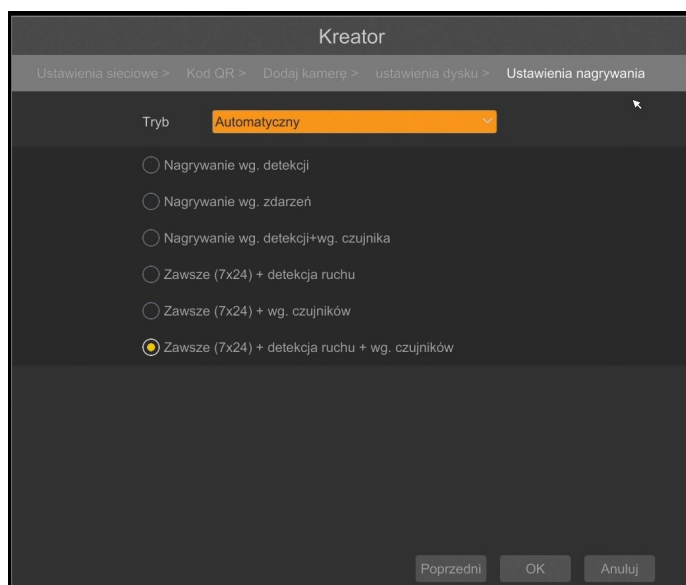 Kreator
Ustawienia sieciowe > Kod QR > Dodaj kamerę > ustawienia dysku > Ustawienia nagrywania
Tryb Automatyczny
Nagrywanie wg. detekcji
Nagrywanie wg. zdarzeń
Nagrywanie wg. detekcji+wg. czujnika
Zawsze (7x24) + detekcja ruchu
Zawsze (7x24) + wg. czujników
Zawsze (7x24) + detekcja ruchu + wg. czujników
Poprzedni OK Anuluj